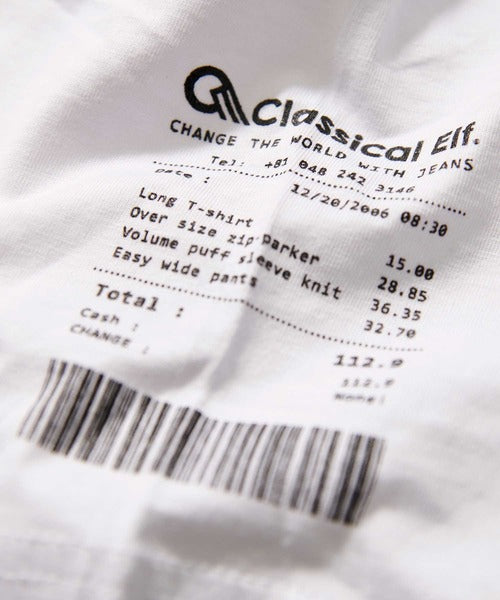 Classical Elf.
CHANGE THE WORLD WITH JEANS
Tel: +81 048 242 3146
Date : 12/20/2006 08:30
Long T-shirt 15.00
Over size zip parker 28.85
Volume puff sleeve knit 36.35
Easy wide pants 32.70
Total : 112.9
Cash : 112.9
CHANGE : None!